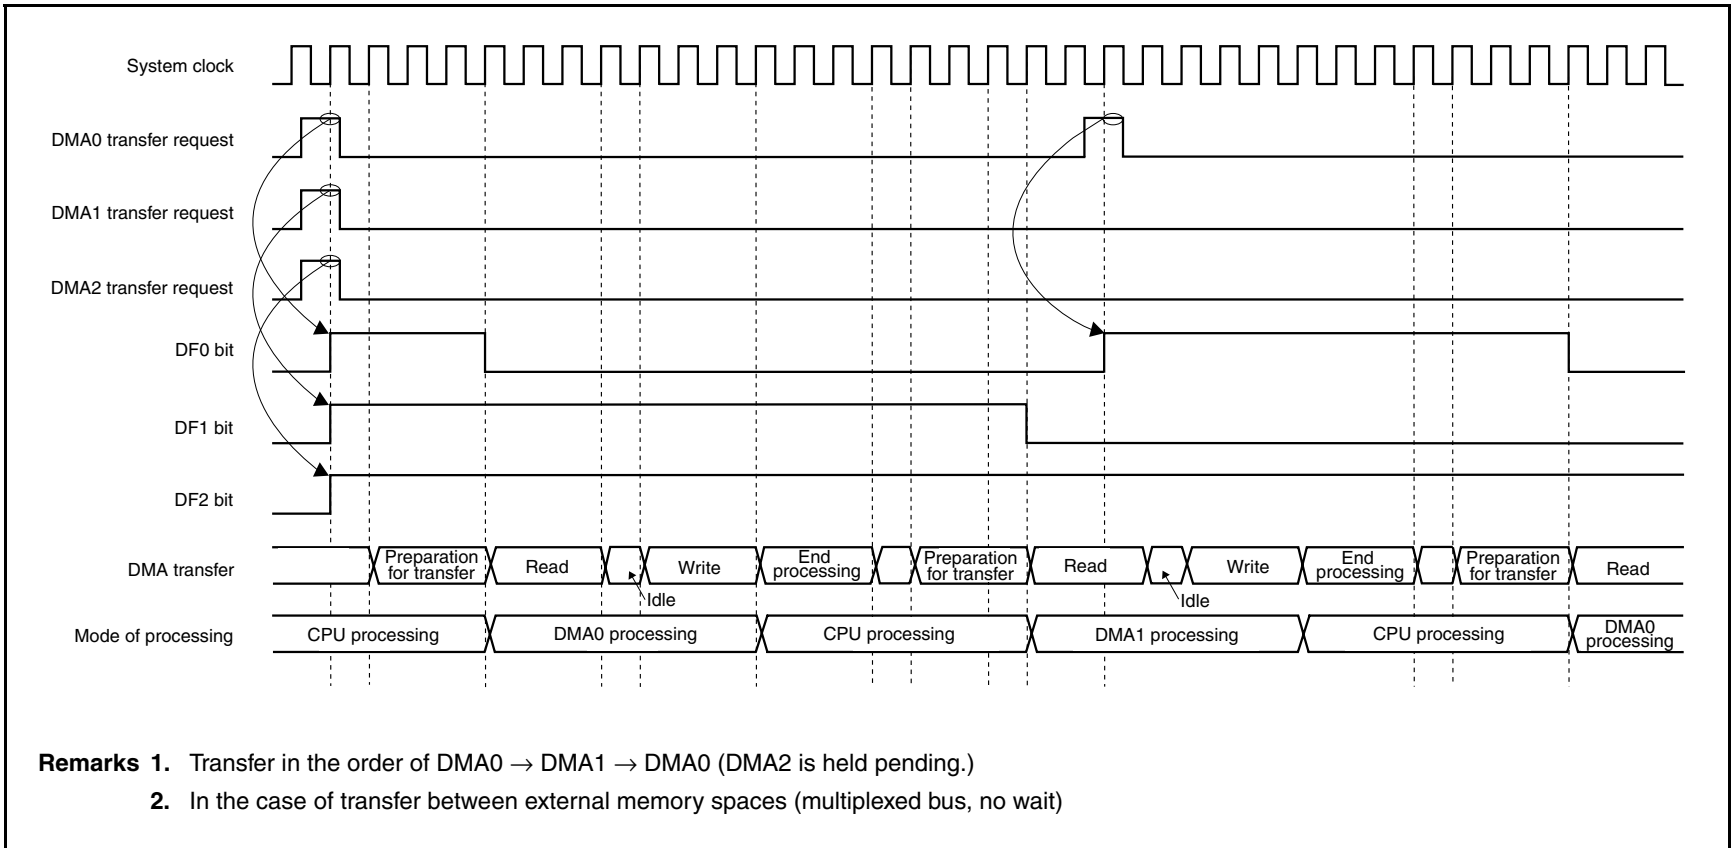 System clock
DMA0 transfer request
DMA1 transfer request
DMA2 transfer request
DF0 bit
DF1 bit
DF2 bit
DMA transfer
Preparation
for transfer
Read
Idle
Write
End
processing
Preparation
for transfer
Read
Idle
Write
End
processing
Preparation
for transfer
Read
Mode of processing
CPU processing
DMA0 processing
CPU processing
DMA1 processing
CPU processing
DMA0
processing
Remarks 1. Transfer in the order of DMA0 → DMA1 → DMA0 (DMA2 is held pending.)
2. In the case of transfer between external memory spaces (multiplexed bus, no wait)